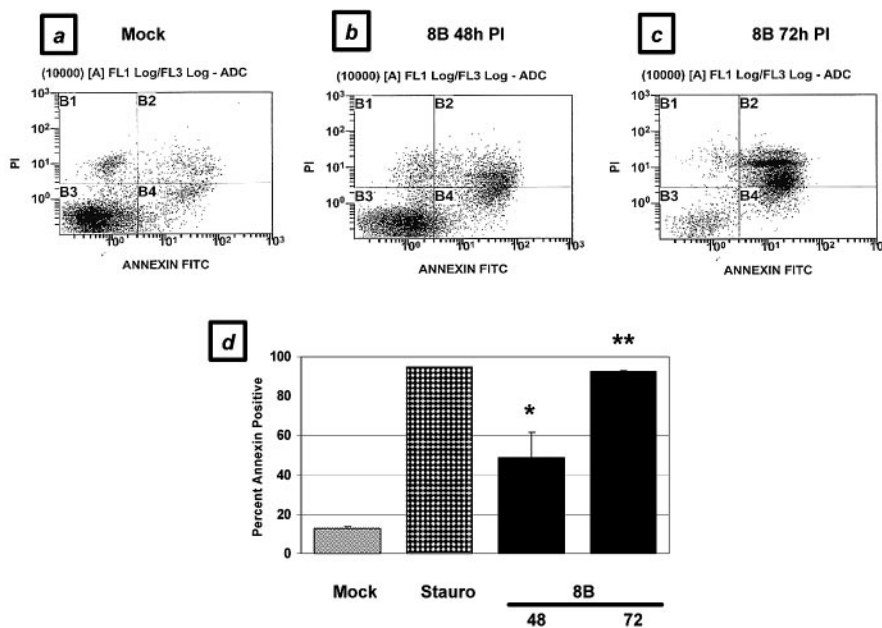 a Mock
b 8B 48h PI
c 8B 72h PI
(10000) [A] FL1 Log/FL3 Log - ADC
10³
10²
10¹
10⁰
PI
B1 B2
B3 B4
10⁰ 10¹ 10² 10³
ANNEXIN FITC
(10000) [A] FL1 Log/FL3 Log - ADC
10³
10²
10¹
10⁰
PI
B1 B2
B3 B4
10⁰ 10¹ 10² 10³
ANNEXIN FITC
(10000) [A] FL1 Log/FL3 Log - ADC
10³
10²
10¹
10⁰
PI
B1 B2
B3 B4
10⁰ 10¹ 10² 10³
ANNEXIN FITC
d
Percent Annexin Positive
100
80
60
40
20
0
*
**
Mock Stauro 8B
48 72